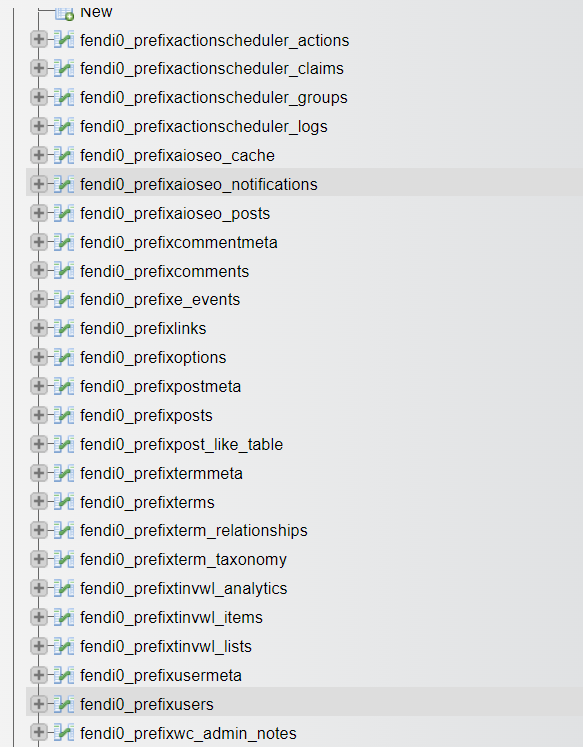 New
fendi0_prefixactionscheduler_actions
fendi0_prefixactionscheduler_claims
fendi0_prefixactionscheduler_groups
fendi0_prefixactionscheduler_logs
fendi0_prefixaioseo_cache
fendi0_prefixaioseo_notifications
fendi0_prefixaioseo_posts
fendi0_prefixcommentmeta
fendi0_prefixcomments
fendi0_prefixe_events
fendi0_prefixlinks
fendi0_prefixoptions
fendi0_prefixpostmeta
fendi0_prefixposts
fendi0_prefixpost_like_table
fendi0_prefixtermmeta
fendi0_prefixterms
fendi0_prefixterm_relationships
fendi0_prefixterm_taxonomy
fendi0_prefixtinvwl_analytics
fendi0_prefixtinvwl_items
fendi0_prefixtinvwl_lists
fendi0_prefixusermeta
fendi0_prefixusers
fendi0_prefixwc_admin_notes